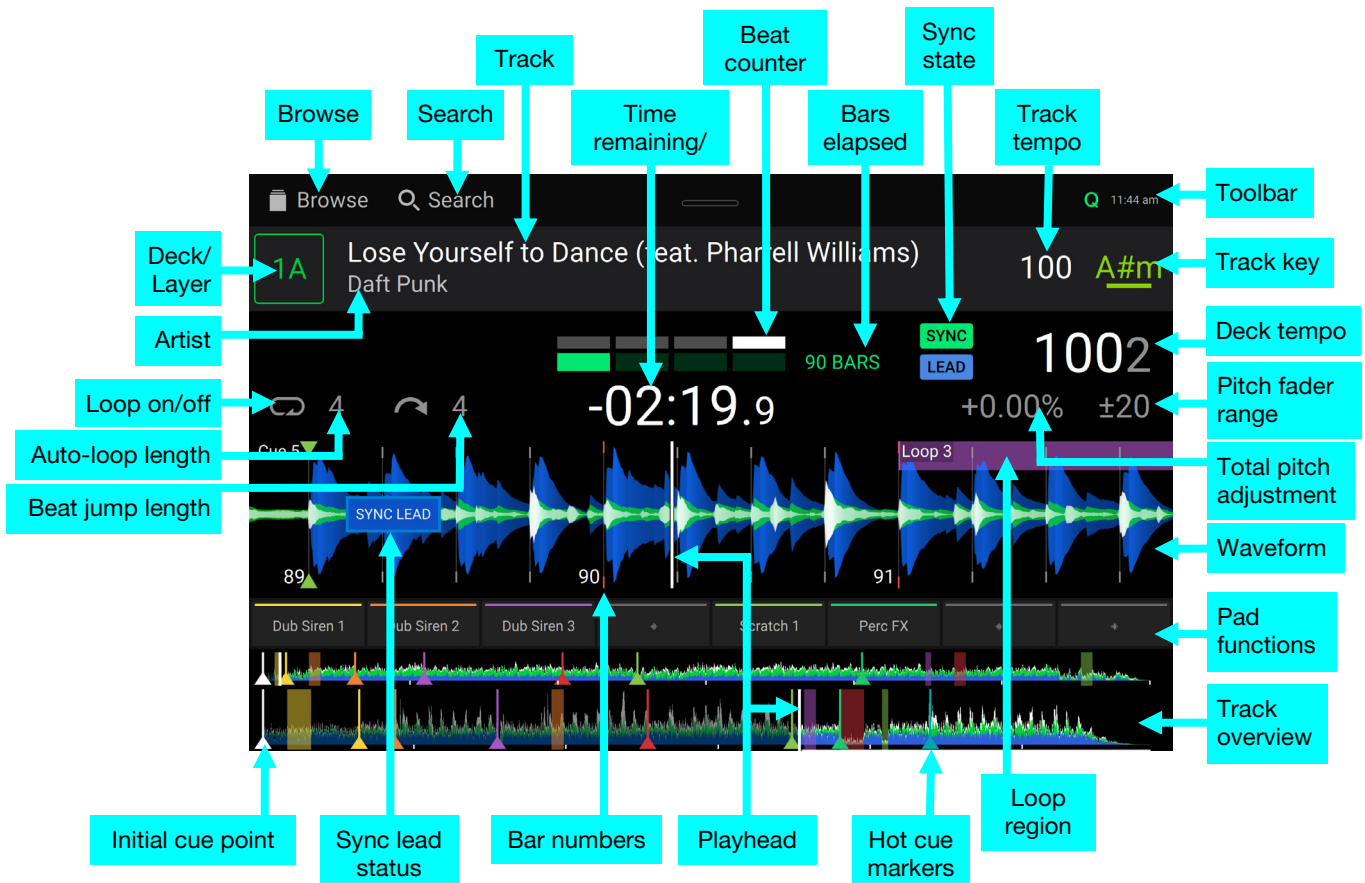 Beat
counter
Sync
state
Track
Browse
Search
Time
remaining/
Bars
elapsed
Track
tempo
Browse
Search
Q 11:44 am
Toolbar
Deck/
Layer
1A
Lose Yourself to Dance (feat. Pharrell Williams)
Daft Punk
100
A#m
Track key
Artist
90 BARS
SYNC
LEAD
1002
Deck tempo
Loop on/off
4
4
-02:19.9
+0.00%
±20
Pitch fader
range
Auto-loop length
Cue 5
Loop 3
Total pitch
adjustment
Beat jump length
SYNC LEAD
Waveform
89
90
91
Dub Siren 1
Dub Siren 2
Dub Siren 3
Scratch 1
Perc FX
Pad
functions
Track
overview
Initial cue point
Sync lead
status
Bar numbers
Playhead
Hot cue
markers
Loop
region